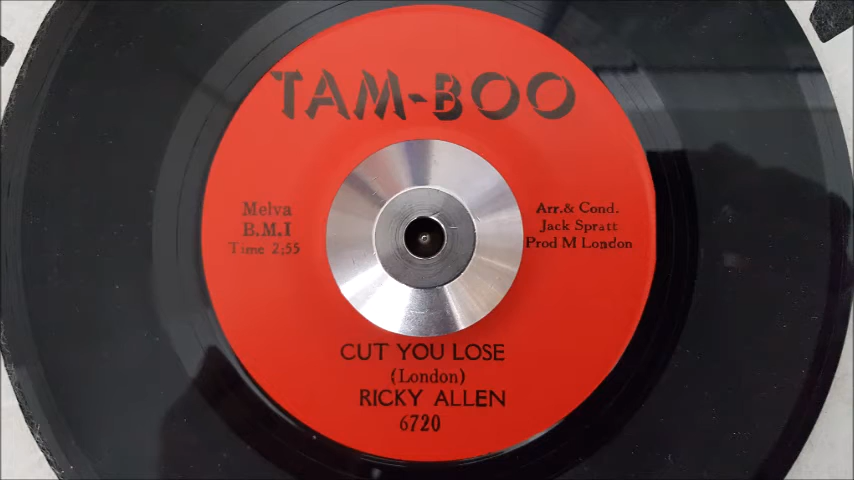 TAM-BOO
Melva
B.M.I
Time 2;55
Arr.& Cond.
Jack Spratt
Prod M London
CUT YOU LOSE
(London)
RICKY ALLEN
6720